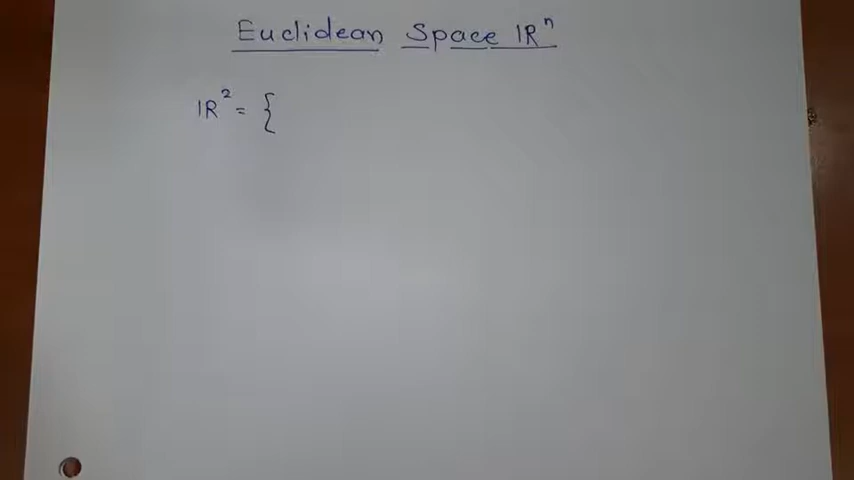 Euclidean Space ℝⁿ
ℝ² = {